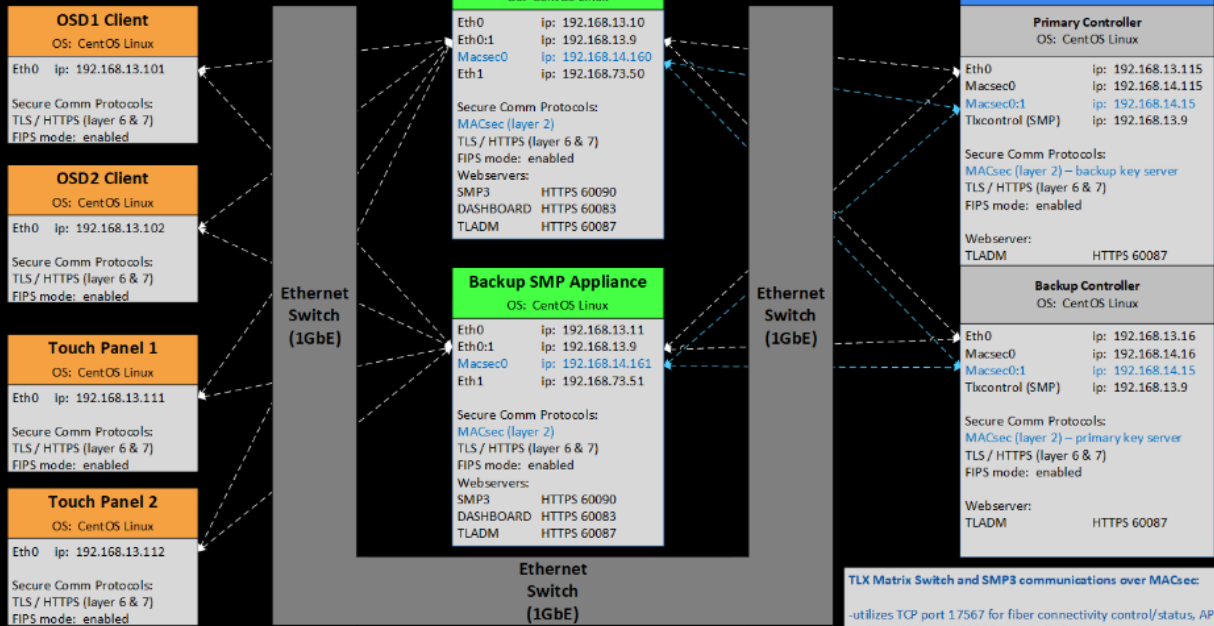 OSD1 Client
OS: CentOS Linux
Eth0 ip: 192.168.13.101
Secure Comm Protocols:
TLS / HTTPS (layer 6 & 7)
FIPS mode: enabled
OSD2 Client
OS: CentOS Linux
Eth0 ip: 192.168.13.102
Secure Comm Protocols:
TLS / HTTPS (layer 6 & 7)
FIPS mode: enabled
Touch Panel 1
OS: CentOS Linux
Eth0 ip: 192.168.13.111
Secure Comm Protocols:
TLS / HTTPS (layer 6 & 7)
FIPS mode: enabled
Touch Panel 2
OS: CentOS Linux
Eth0 ip: 192.168.13.112
Secure Comm Protocols:
TLS / HTTPS (layer 6 & 7)
FIPS mode: enabled
Ethernet
Switch
(1GbE)
Eth0 ip: 192.168.13.10
Eth0:1 ip: 192.168.13.9
Macsec0 ip: 192.168.14.160
Eth1 ip: 192.168.73.50
Secure Comm Protocols:
MACsec (layer 2)
TLS / HTTPS (layer 6 & 7)
FIPS mode: enabled
Webservers:
SMP3 HTTPS 60090
DASHBOARD HTTPS 60083
TLADM HTTPS 60087
Backup SMP Appliance
OS: CentOS Linux
Eth0 ip: 192.168.13.11
Eth0:1 ip: 192.168.13.9
Macsec0 ip: 192.168.14.161
Eth1 ip: 192.168.73.51
Secure Comm Protocols:
MACsec (layer 2)
TLS / HTTPS (layer 6 & 7)
FIPS mode: enabled
Webservers:
SMP3 HTTPS 60090
DASHBOARD HTTPS 60083
TLADM HTTPS 60087
Ethernet
Switch
(1GbE)
Ethernet
Switch
(1GbE)
Primary Controller
OS: CentOS Linux
Eth0 ip: 192.168.13.115
Macsec0 ip: 192.168.14.115
Macsec0:1 ip: 192.168.14.15
Tlxcontrol (SMP) ip: 192.168.13.9
Secure Comm Protocols:
MACsec (layer 2) – backup key server
TLS / HTTPS (layer 6 & 7)
FIPS mode: enabled
Webserver:
TLADM HTTPS 60087
Backup Controller
OS: CentOS Linux
Eth0 ip: 192.168.13.16
Macsec0 ip: 192.168.14.16
Macsec0:1 ip: 192.168.14.15
Tlxcontrol (SMP) ip: 192.168.13.9
Secure Comm Protocols:
MACsec (layer 2) – primary key server
TLS / HTTPS (layer 6 & 7)
FIPS mode: enabled
Webserver:
TLADM HTTPS 60087
TLX Matrix Switch and SMP3 communications over MACsec:
-utilizes TCP port 17567 for fiber connectivity control/status, AP